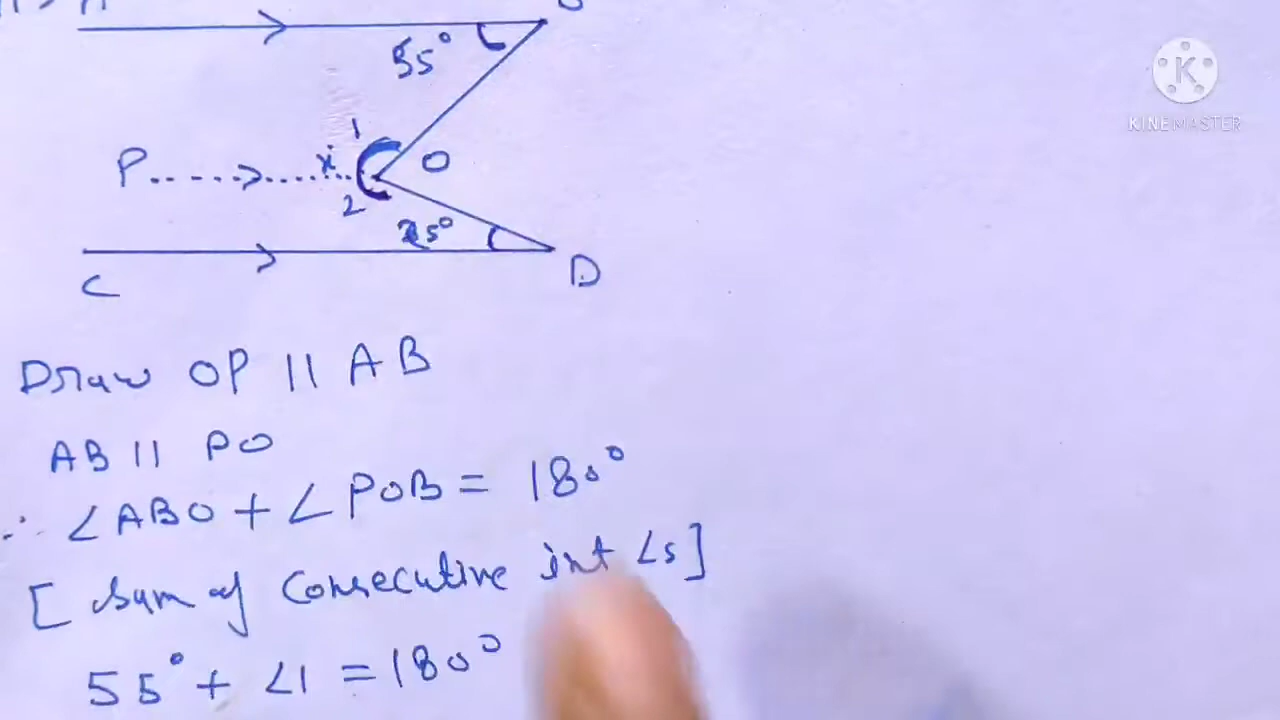 55°
1
P
x
O
2
25°
C
D
Draw OP || AB
AB || PO
∴ ∠ABO + ∠POB = 180°
[Sum of Consecutive int ∠s]
55° + ∠1 = 180°
K
KINEMASTER